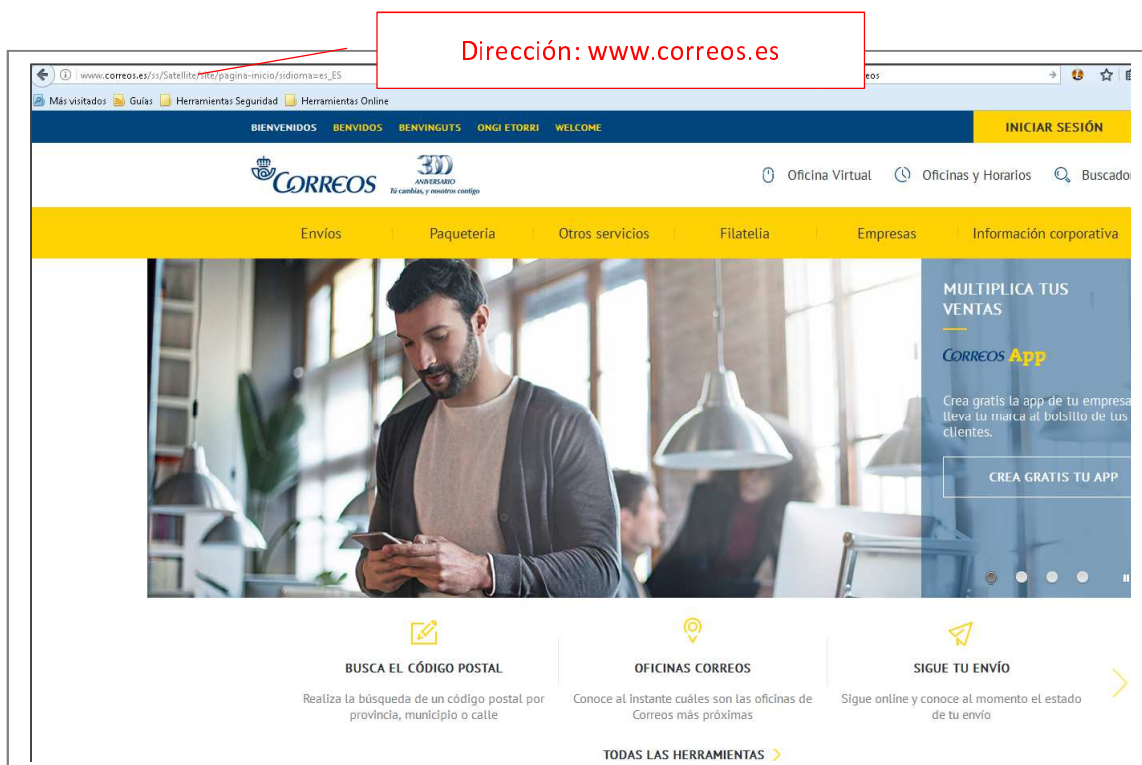 Dirección: www.correos.es
www.correos.es/ss/Satellite/site/pagina-inicio/sidioma=es_ES
Más visitados Guías Herramientas Seguridad Herramientas Online
BIENVENIDOS BENVIDOS BENVINGUTS ONGI ETORRI WELCOME INICIAR SESIÓN
CORREOS 300 ANIVERSARIO
Tú cambias, y nosotros contigo
Oficina Virtual Oficinas y Horarios Buscador
Envíos Paquetería Otros servicios Filatelia Empresas Información corporativa
MULTIPLICA TUS
VENTAS
CORREOS App
Crea gratis la app de tu empresa
lleva tu marca al bolsillo de tus
clientes.
CREA GRATIS TU APP
BUSCA EL CÓDIGO POSTAL
Realiza la búsqueda de un código postal por
provincia, municipio o calle
OFICINAS CORREOS
Conoce al instante cuáles son las oficinas de
Correos más próximas
SIGUE TU ENVÍO
Sigue online y conoce al momento el estado
de tu envío
TODAS LAS HERRAMIENTAS